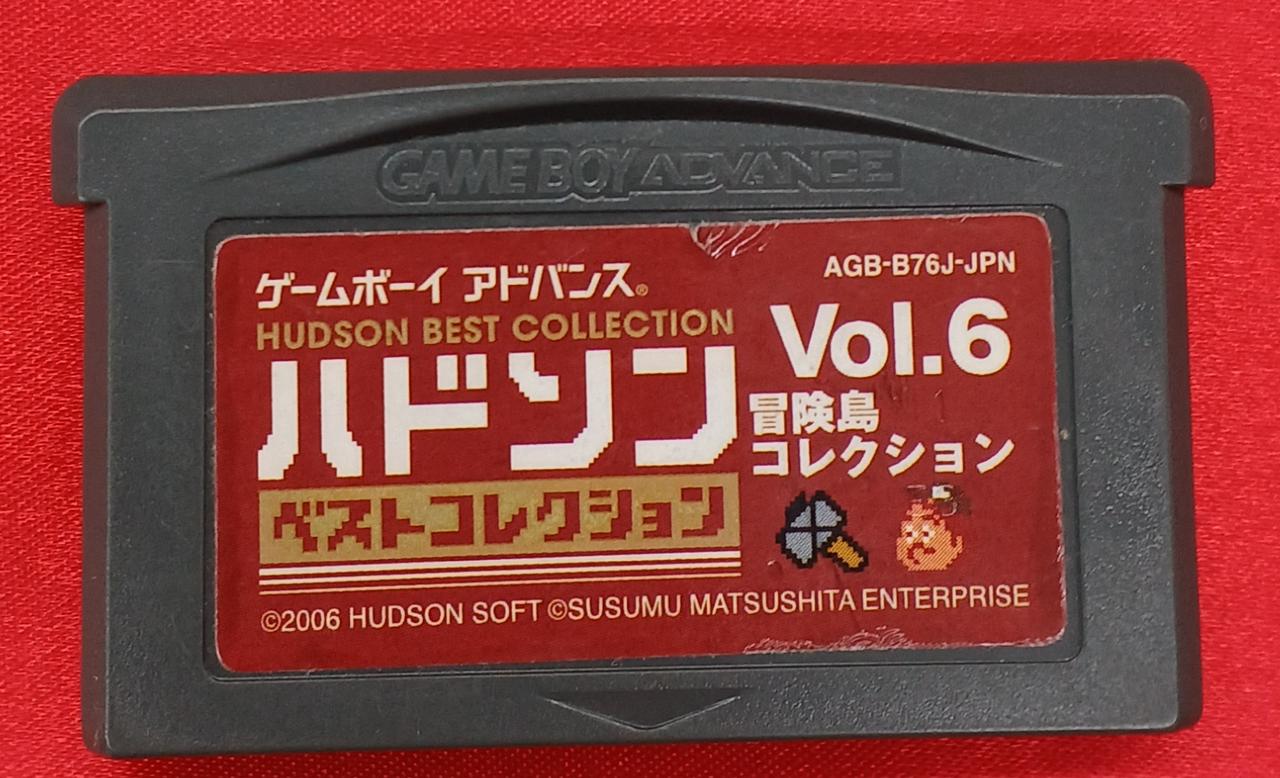 GAME BOY ADVANCE
ゲームボーイ アドバンス®
AGB-B76J-JPN
HUDSON BEST COLLECTION
Vol.6
ハドソン
冒険島
コレクション
ベストコレクション
©2006 HUDSON SOFT ©SUSUMU MATSUSHITA ENTERPRISE